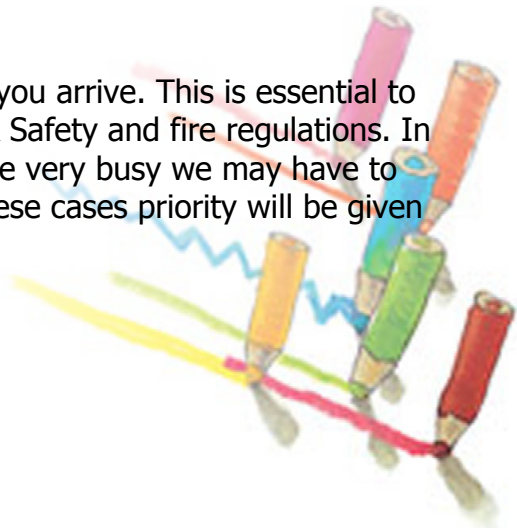 you arrive. This is essential to
Safety and fire regulations. In
e very busy we may have to
ese cases priority will be given